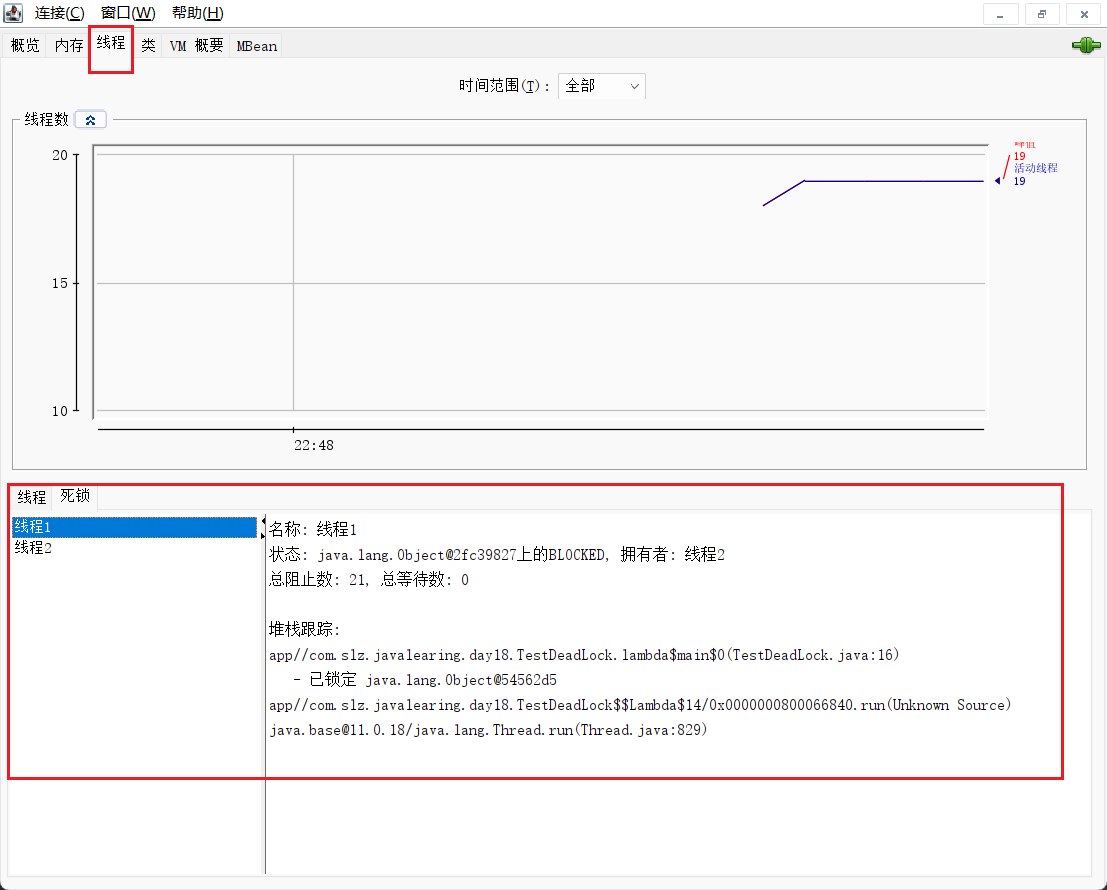 连接(C) 窗口(W) 帮助(H)
概览 内存 线程 类 VM 概要 MBean
时间范围(T): 全部
线程数
峰值
19
活动线程
19
20
15
10
22:48
线程 死锁
线程1
线程2
名称: 线程1
状态: java.lang.Object@2fc39827上的BLOCKED, 拥有者: 线程2
总阻止数: 21, 总等待数: 0
堆栈跟踪:
app//com.slz.javalearing.day18.TestDeadLock.lambda$main$0(TestDeadLock.java:16)
- 已锁定 java.lang.Object@54562d5
app//com.slz.javalearing.day18.TestDeadLock$$Lambda$14/0x0000000800066840.run(Unknown Source)
java.base@11.0.18/java.lang.Thread.run(Thread.java:829)